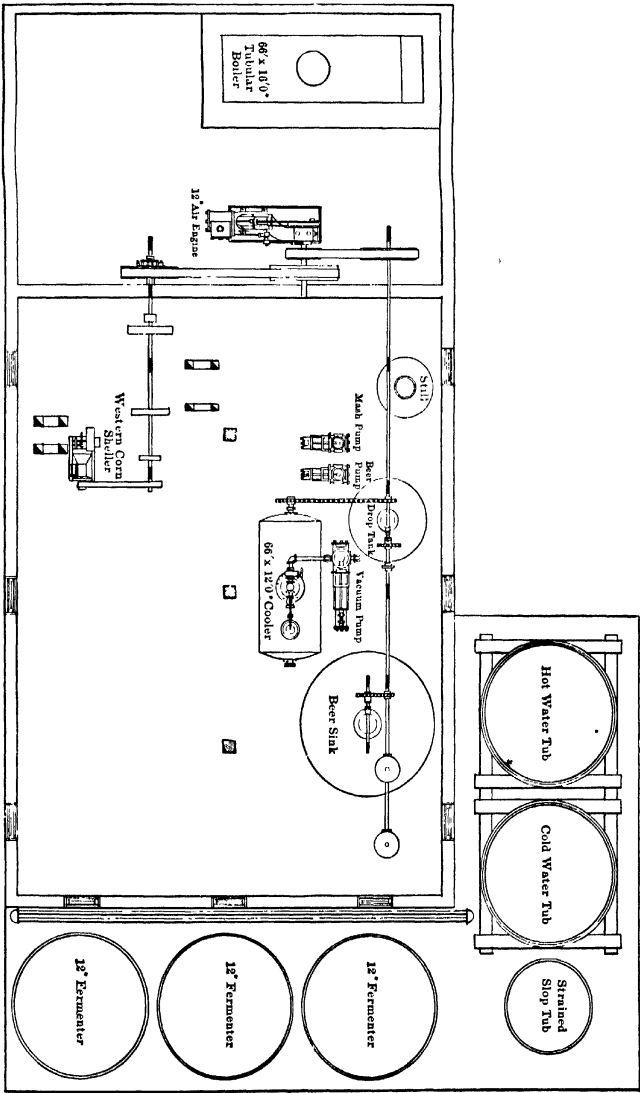 66″ x 16′0″
Tubular
Boiler
12″ Air Engine
Western Corn
Sheller
Still
Mash Pump
Beer
Pump
Drop Tank
66″ x 12′0″ Cooler
Vacuum Pump
Beer Sink
Hot Water Tub
Cold Water Tub
Strained
Slop Tub
12″ Fermenter
12″ Fermenter
12″ Fermenter